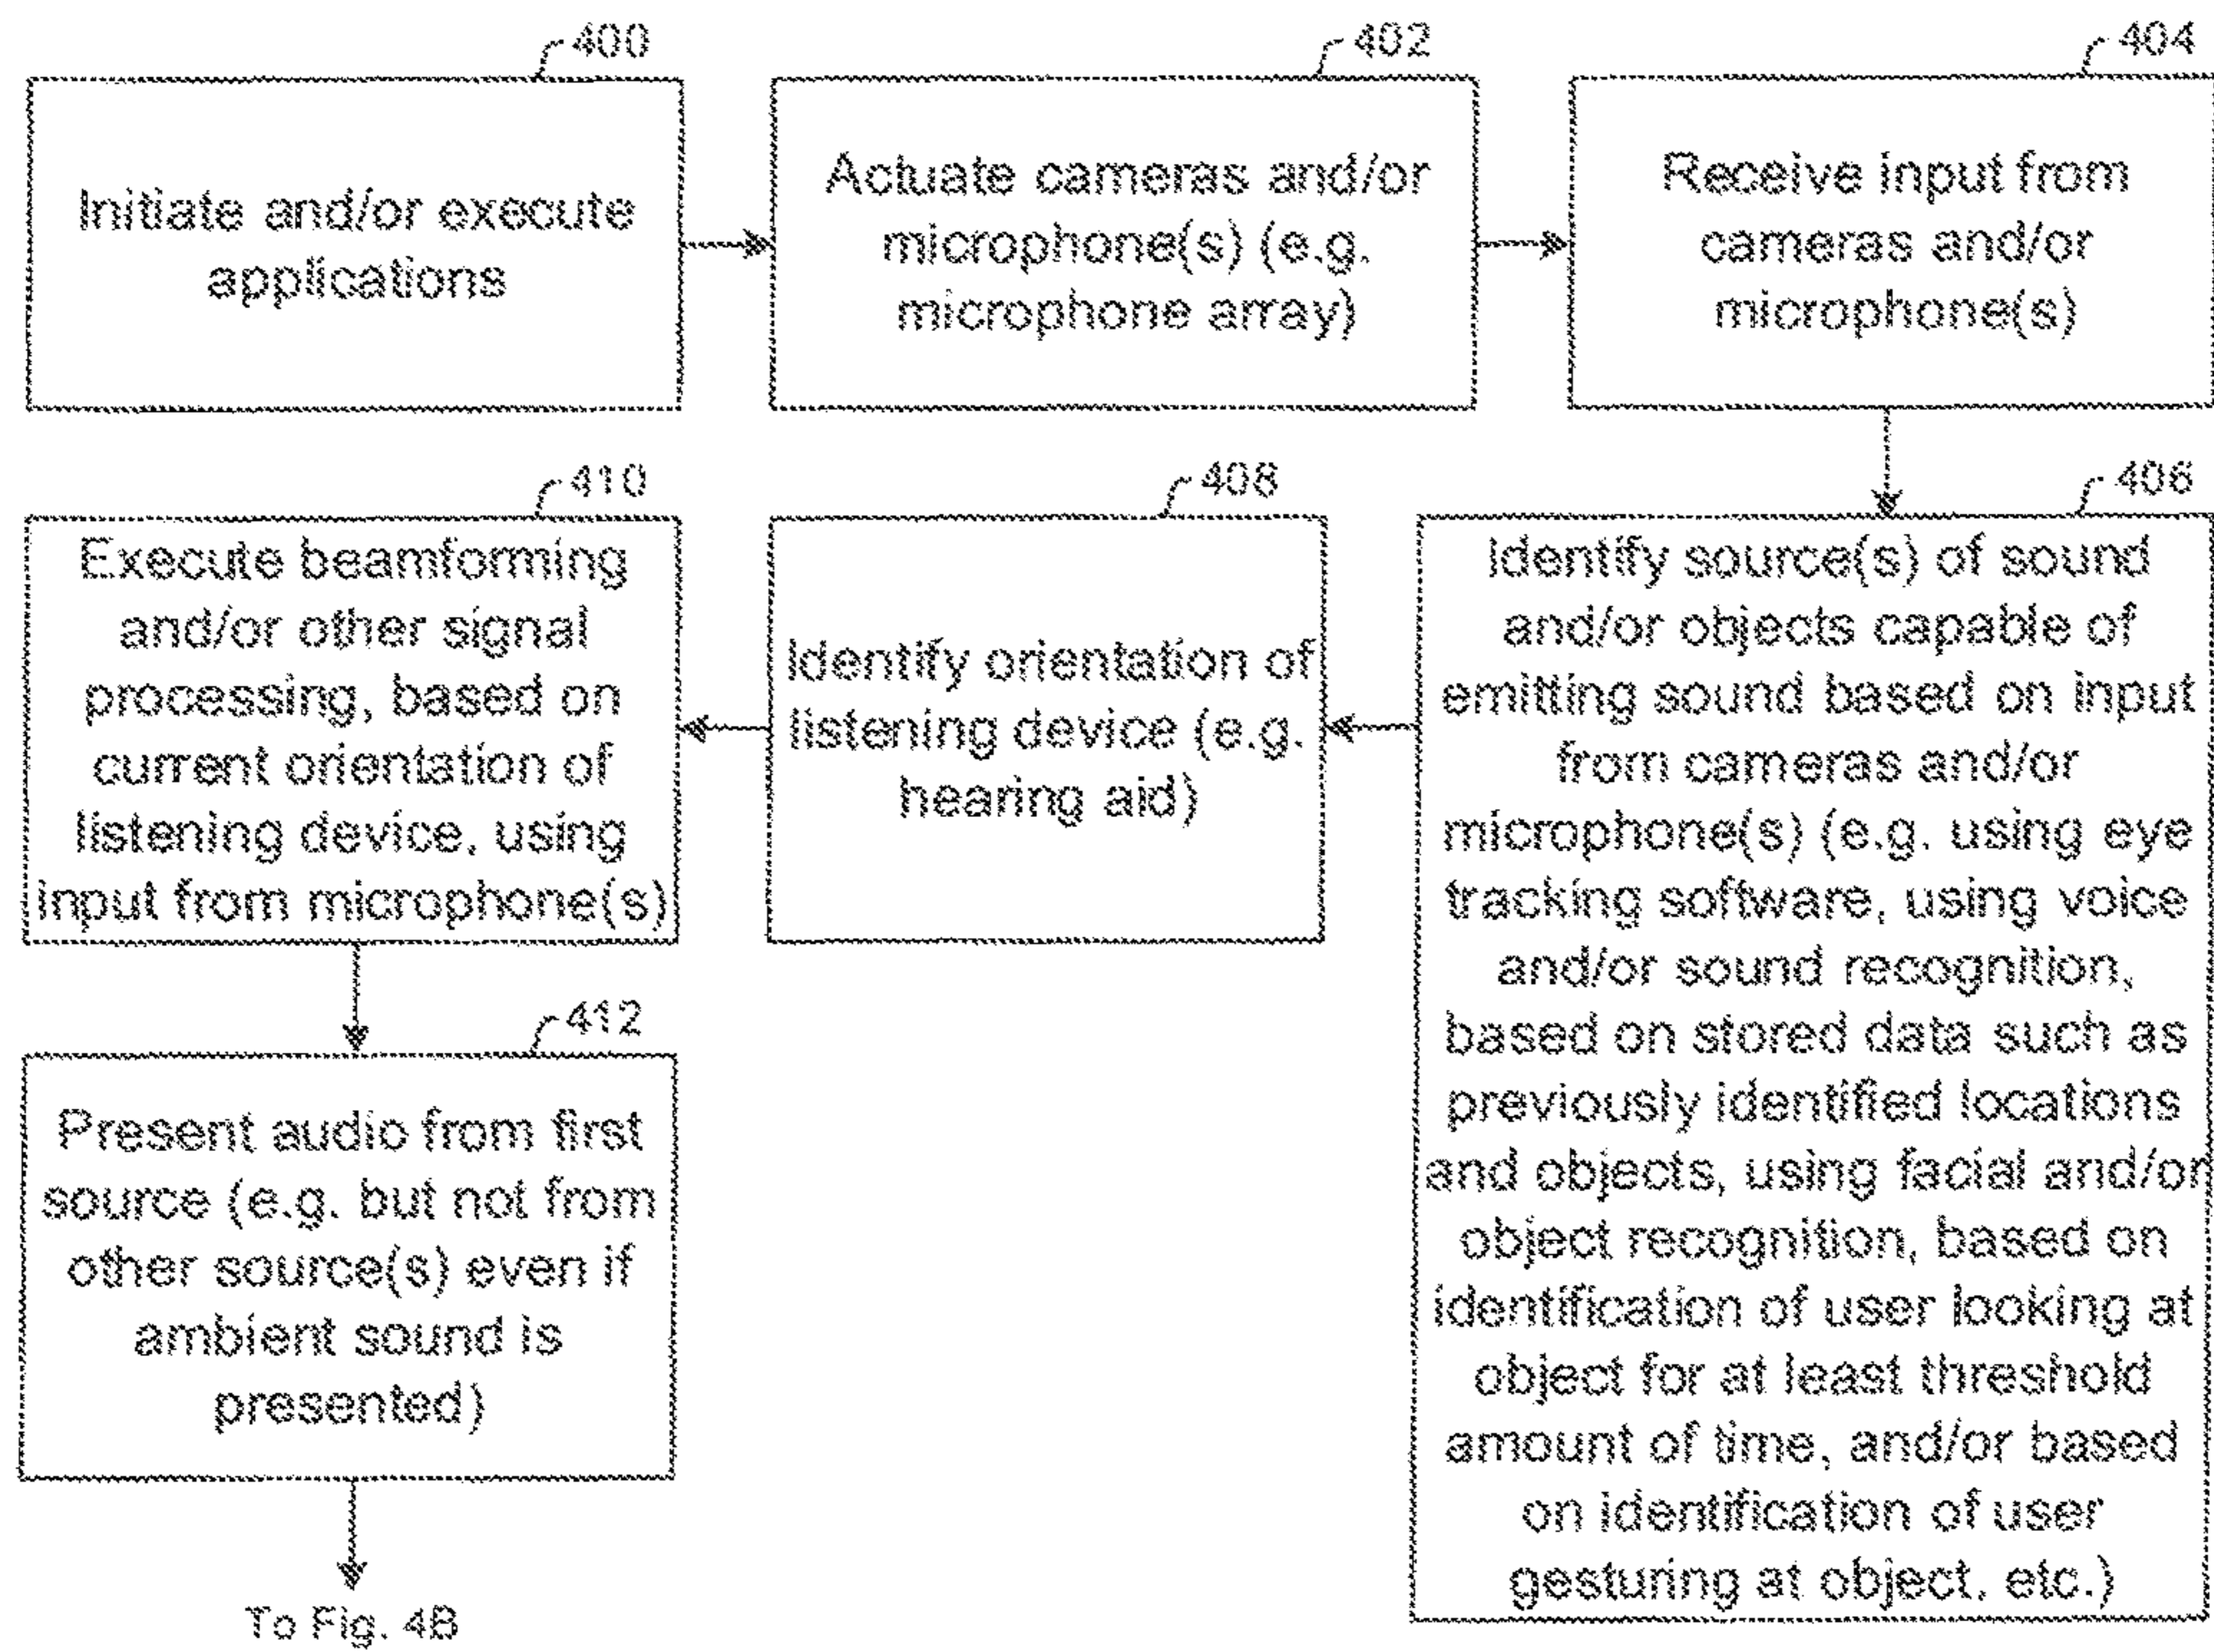 400
Initiate and/or execute
applications
402
Actuate cameras and/or
microphone(s) (e.g.
microphone array)
404
Receive input from
cameras and/or
microphone(s)
406
Identify source(s) of sound
and/or objects capable of
emitting sound based on input
from cameras and/or
microphone(s) (e.g. using eye
tracking software, using voice
and/or sound recognition,
based on stored data such as
previously identified locations
and objects, using facial and/or
object recognition, based on
identification of user looking at
object for at least threshold
amount of time, and/or based
on identification of user
gesturing at object, etc.)
408
Identify orientation of
listening device (e.g.
hearing aid)
410
Execute beamforming
and/or other signal
processing, based on
current orientation of
listening device, using
input from microphone(s)
412
Present audio from first
source (e.g. but not from
other source(s) even if
ambient sound is
presented)
To Fig. 4B